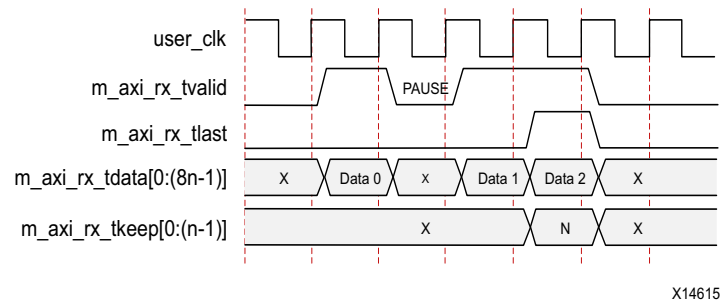 user_clk
m_axi_rx_tvalid
PAUSE
m_axi_rx_tlast
m_axi_rx_tdata[0:(8n-1)]
X Data 0 X Data 1 Data 2 X
m_axi_rx_tkeep[0:(n-1)]
X N X
X14615